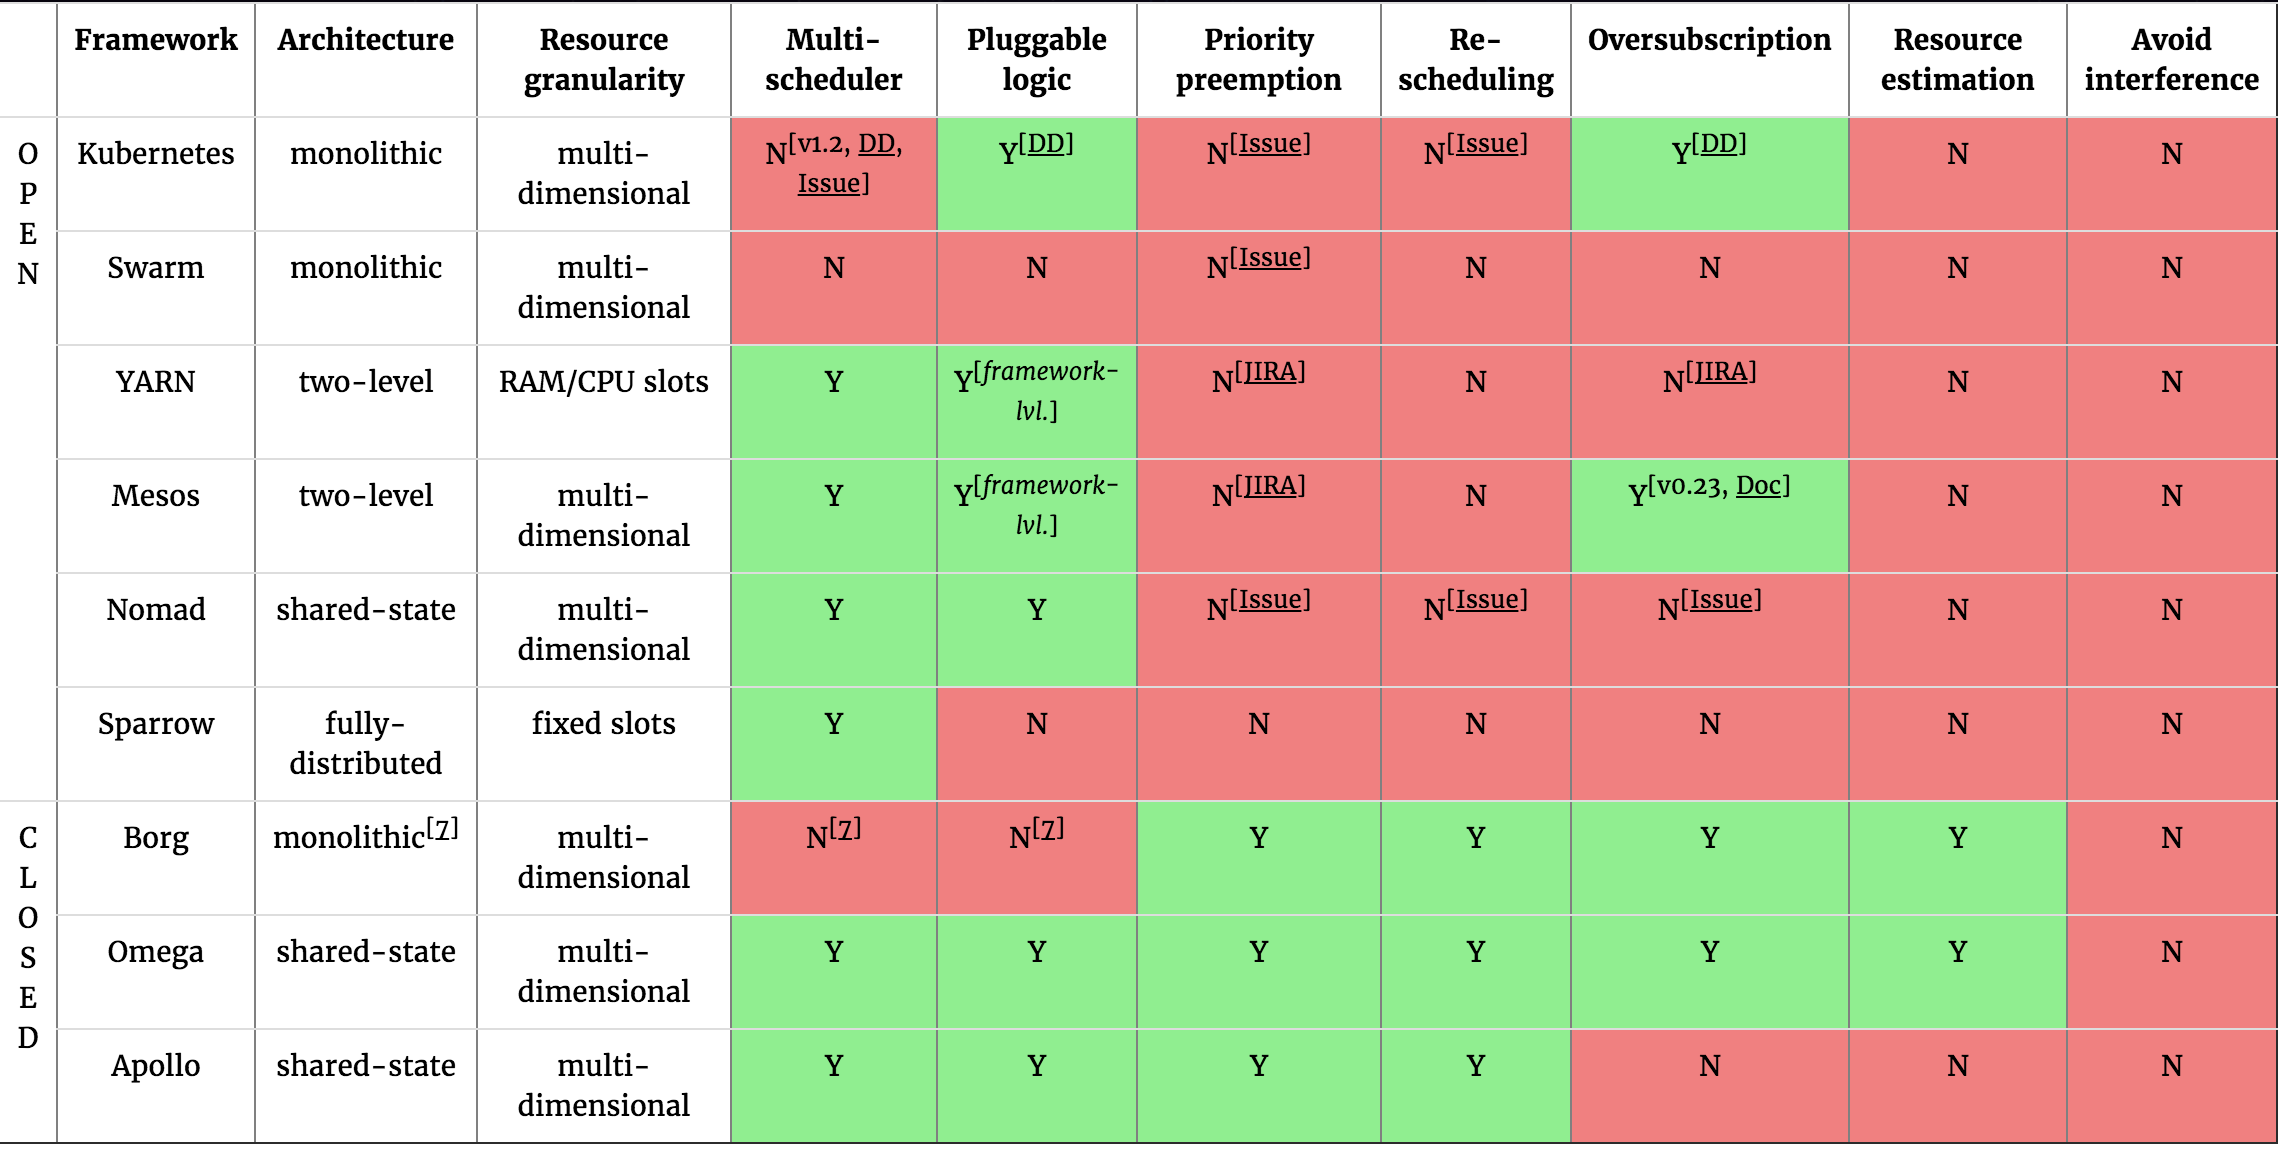 Framework Architecture Resource granularity Multi-scheduler Pluggable logic Priority preemption Re-scheduling Oversubscription Resource estimation Avoid interference
OPEN
Kubernetes monolithic multi-dimensional N[v1.2, DD, Issue] Y[DD] N[Issue] N[Issue] Y[DD] N N
Swarm monolithic multi-dimensional N N N[Issue] N N N N
YARN two-level RAM/CPU slots Y Y[framework-lvl.] N[JIRA] N N[JIRA] N N
Mesos two-level multi-dimensional Y Y[framework-lvl.] N[JIRA] N Y[v0.23, Doc] N N
Nomad shared-state multi-dimensional Y Y N[Issue] N[Issue] N[Issue] N N
Sparrow fully-distributed fixed slots Y N N N N N N
CLOSED
Borg monolithic[7] multi-dimensional N[7] N[7] Y Y Y Y N
Omega shared-state multi-dimensional Y Y Y Y Y Y N
Apollo shared-state multi-dimensional Y Y Y Y N N N